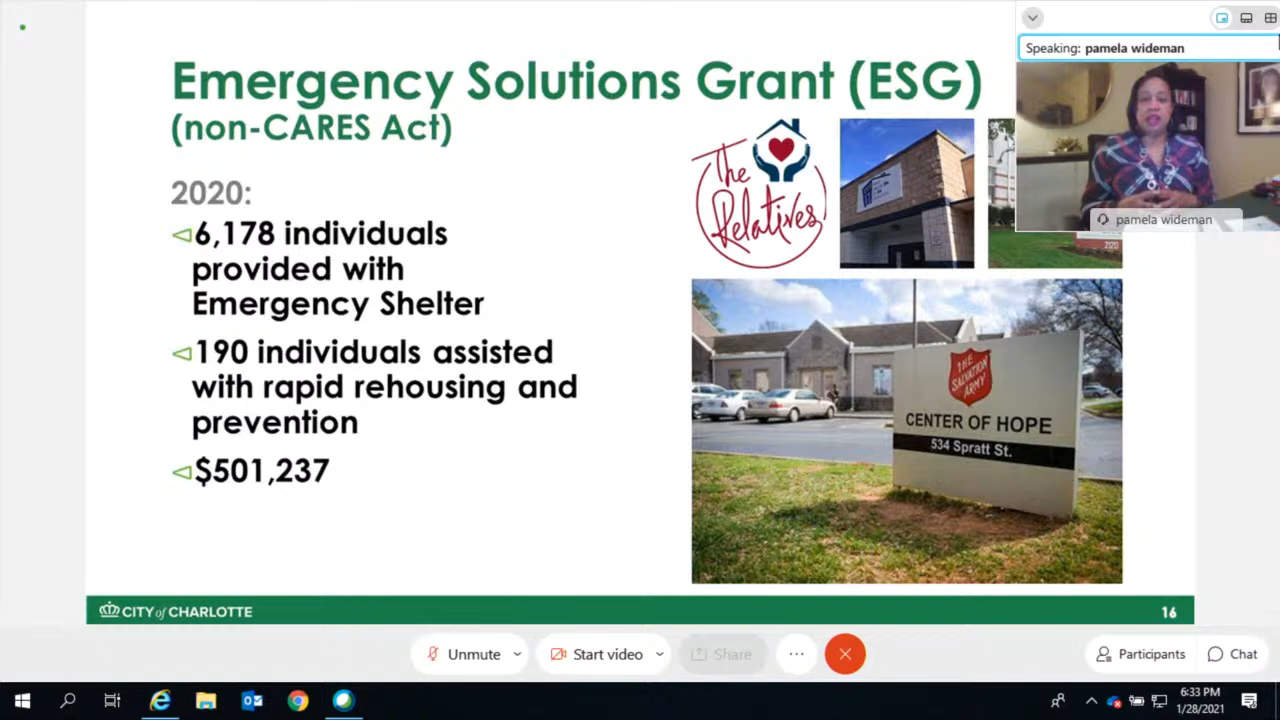 Emergency Solutions Grant (ESG)
(non-CARES Act)
2020:
6,178 individuals
provided with
Emergency Shelter
190 individuals assisted
with rapid rehousing and
prevention
$501,237
The
Relatives
THE
SALVATION
ARMY
CENTER OF HOPE
534 Spratt St.
Speaking: pamela wideman
pamela wideman
2120
CITY of CHARLOTTE
16
Unmute
Start video
Share
Participants
Chat
6:33 PM
1/28/2021